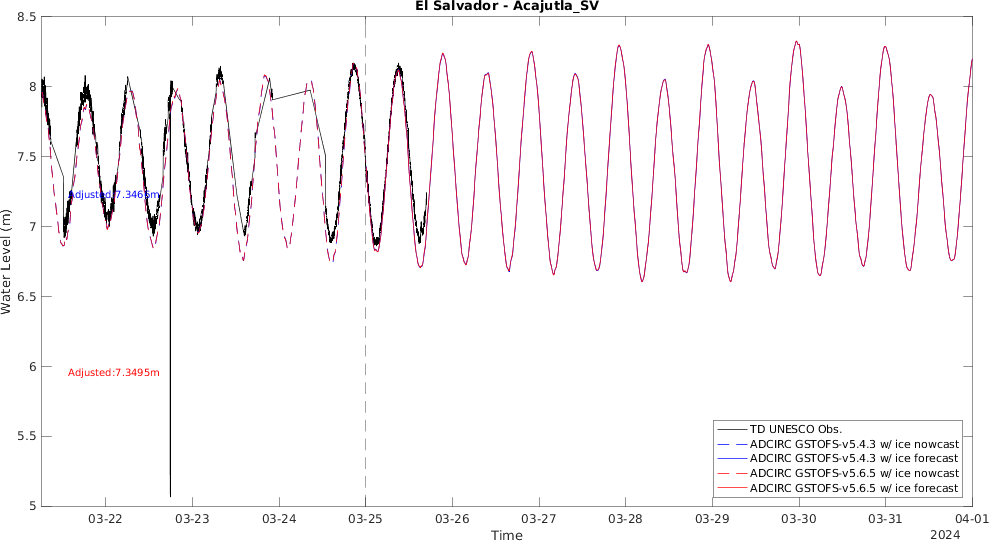 El Salvador - Acajutla_SV
8.5
8
7.5
7
6.5
6
5.5
5
Water Level (m)
Adjusted:7.3465m
Adjusted:7.3495m
TD UNESCO Obs.
ADCIRC GSTOFS-v5.4.3 w/ ice nowcast
ADCIRC GSTOFS-v5.4.3 w/ ice forecast
ADCIRC GSTOFS-v5.6.5 w/ ice nowcast
ADCIRC GSTOFS-v5.6.5 w/ ice forecast
03-22 03-23 03-24 03-25 03-26 03-27 03-28 03-29 03-30 03-31 04-01
Time
2024